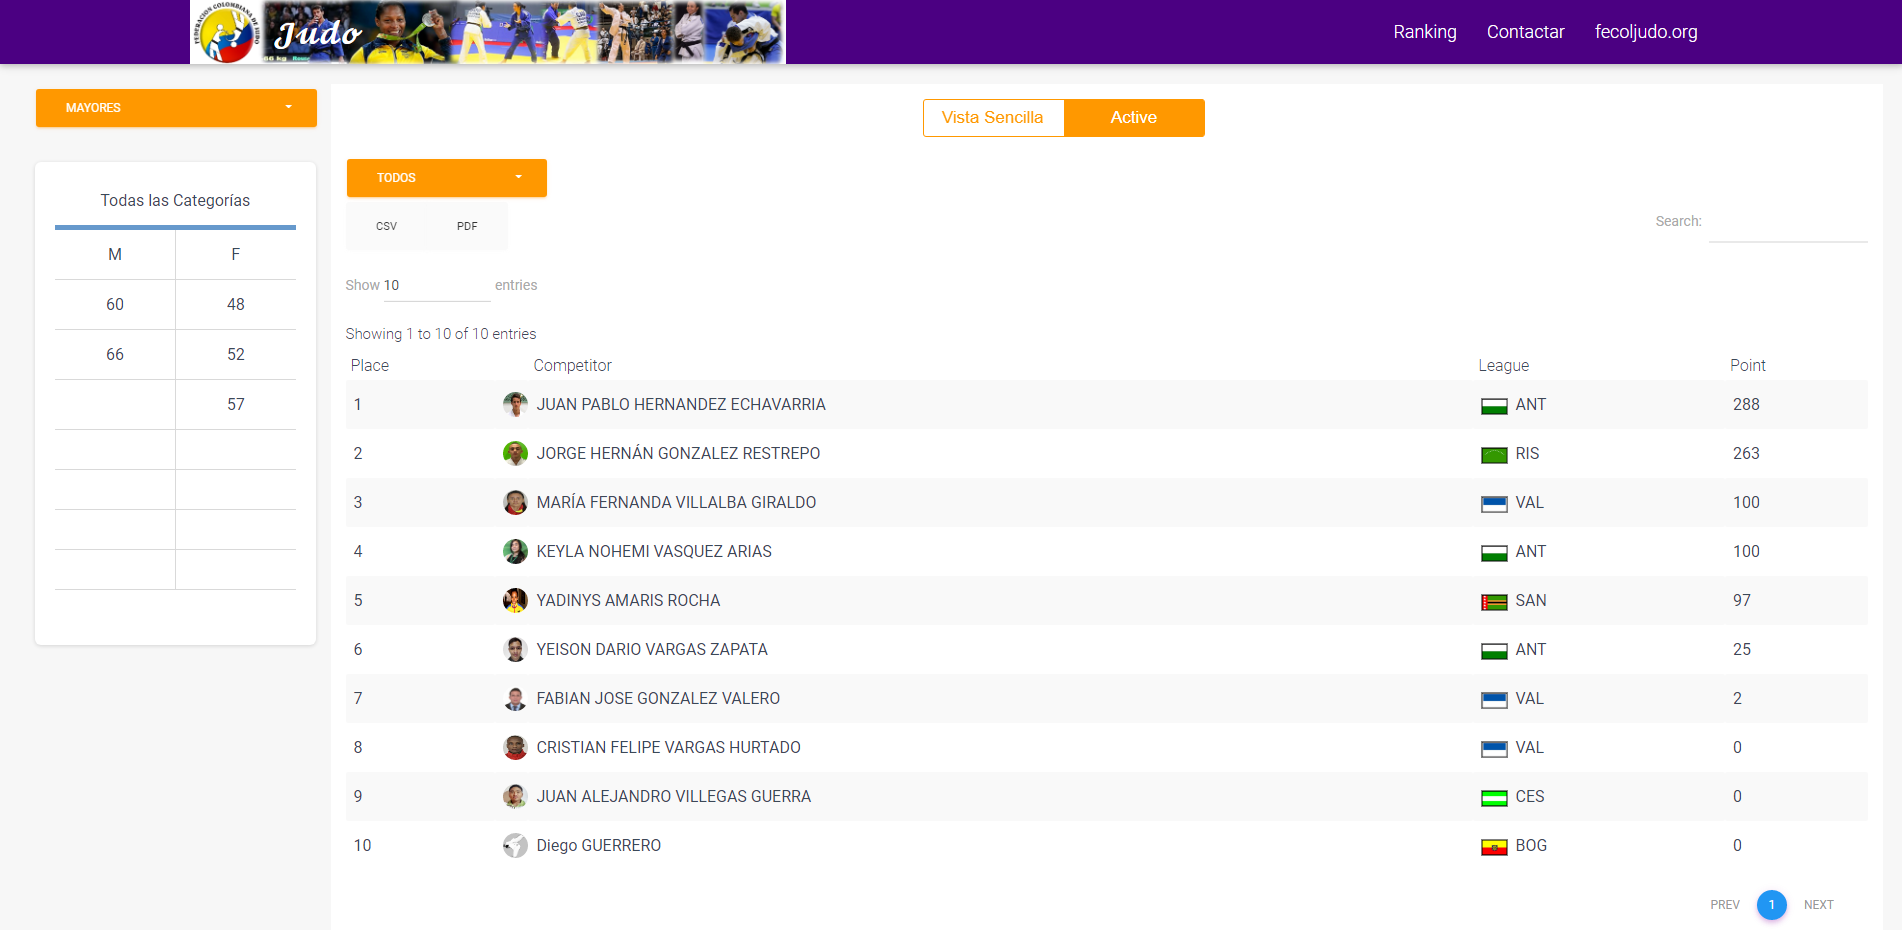 FEDERACION COLOMBIANA DE JUDO
Judo
Ranking Contactar fecoljudo.org
MAYORES
Vista Sencilla Active
TODOS
Todas las Categorías
M F
60 48
66 52
57
CSV PDF
Search:
Show 10 entries
Showing 1 to 10 of 10 entries
Place Competitor League Point
1 JUAN PABLO HERNANDEZ ECHAVARRIA ANT 288
2 JORGE HERNÁN GONZALEZ RESTREPO RIS 263
3 MARÍA FERNANDA VILLALBA GIRALDO VAL 100
4 KEYLA NOHEMI VASQUEZ ARIAS ANT 100
5 YADINYS AMARIS ROCHA SAN 97
6 YEISON DARIO VARGAS ZAPATA ANT 25
7 FABIAN JOSE GONZALEZ VALERO VAL 2
8 CRISTIAN FELIPE VARGAS HURTADO VAL 0
9 JUAN ALEJANDRO VILLEGAS GUERRA CES 0
10 Diego GUERRERO BOG 0
PREV 1 NEXT